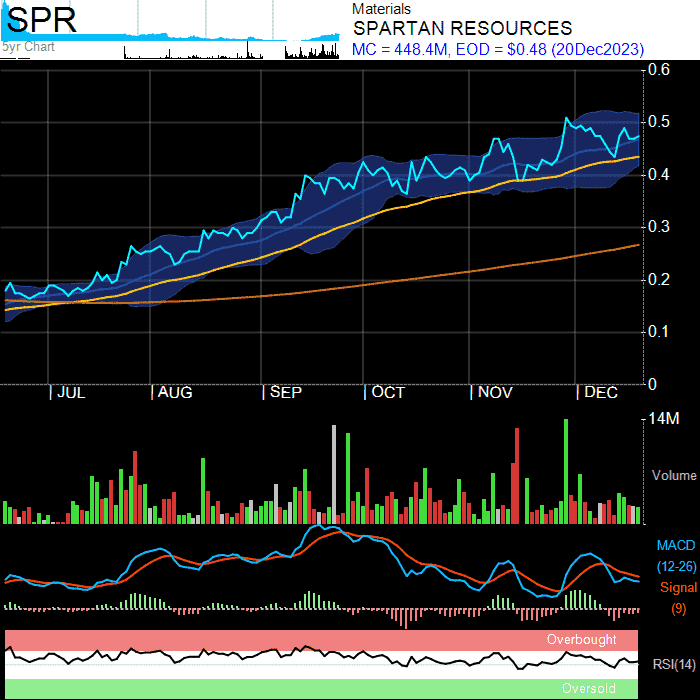 SPR
5yr Chart
Materials
SPARTAN RESOURCES
MC = 448.4M, EOD = $0.48 (20Dec2023)
0.6
0.5
0.4
0.3
0.2
0.1
0
| JUL | AUG | SEP | OCT | NOV | DEC
14M
Volume
MACD
(12-26)
Signal
(9)
Overbought
RSI(14)
Oversold